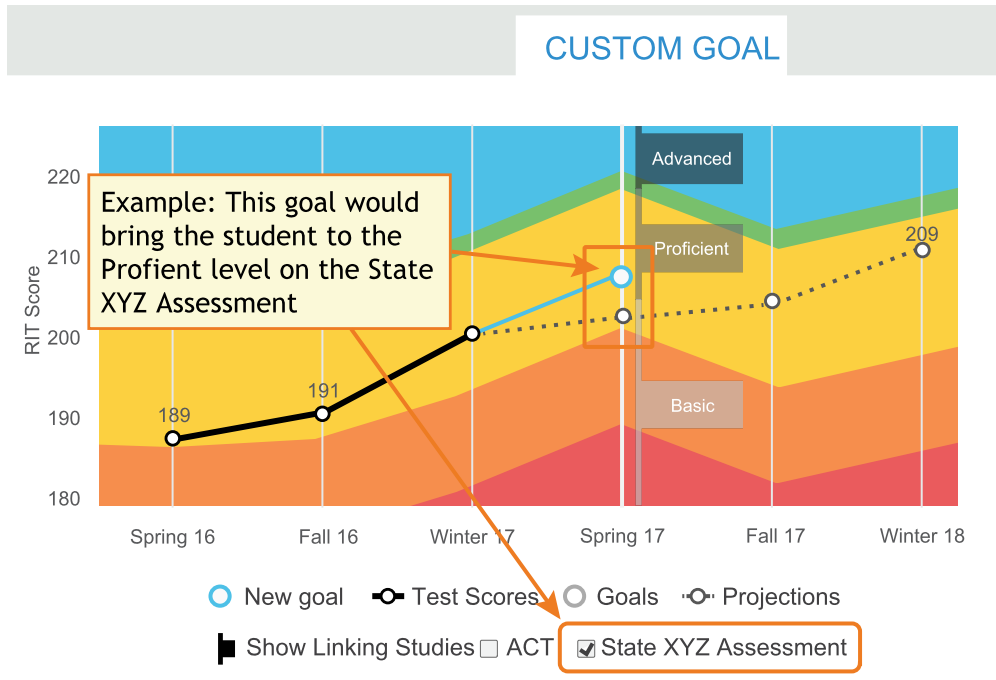 CUSTOM GOAL
Advanced
220
Example: This goal would
bring the student to the
Profient level on the State
XYZ Assessment
209
Proficient
210
RIT Score
200
191
Basic
189
190
180
Spring 16 Fall 16 Winter 17 Spring 17 Fall 17 Winter 18
New goal Test Scores Goals Projections
Show Linking Studies ACT State XYZ Assessment